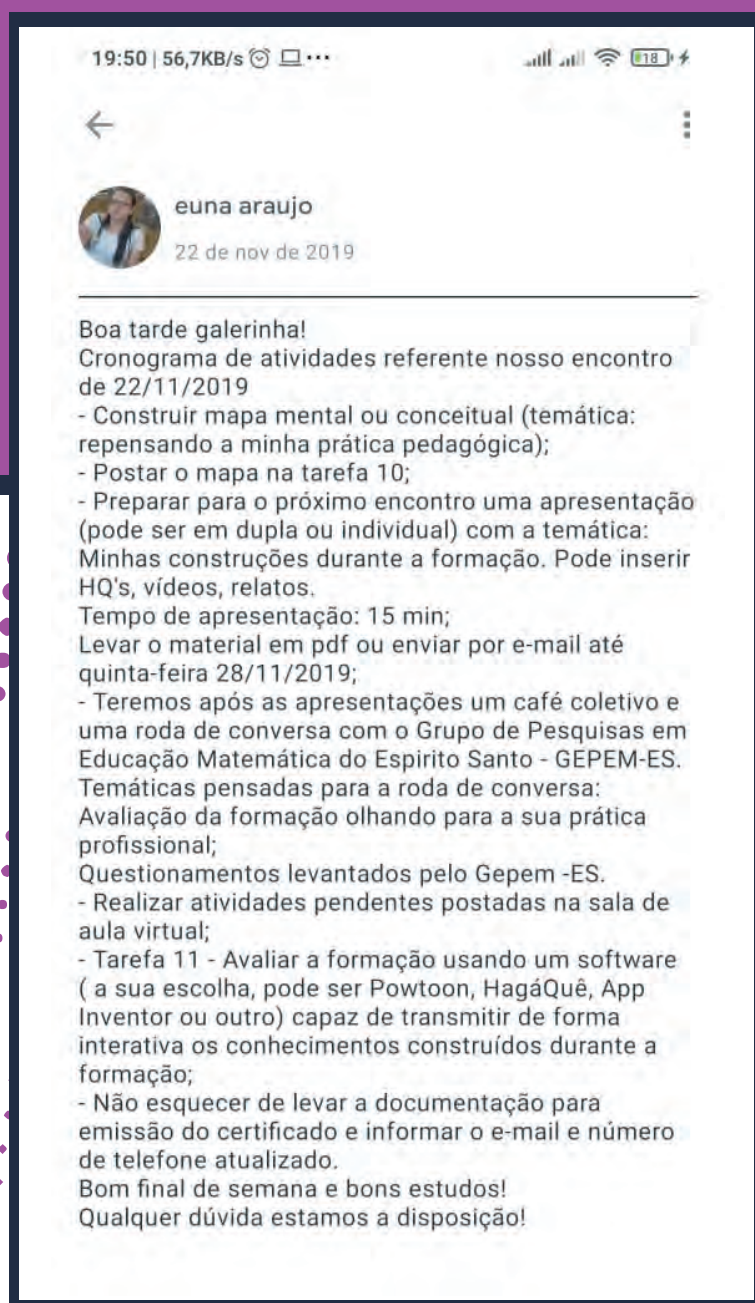 19:50 | 56,7KB/s
18
euna araujo
22 de nov de 2019
Boa tarde galerinha!
Cronograma de atividades referente nosso encontro
de 22/11/2019
- Construir mapa mental ou conceitual (temática:
repensando a minha prática pedagógica);
- Postar o mapa na tarefa 10;
- Preparar para o próximo encontro uma apresentação
(pode ser em dupla ou individual) com a temática:
Minhas construções durante a formação. Pode inserir
HQ's, vídeos, relatos.
Tempo de apresentação: 15 min;
Levar o material em pdf ou enviar por e-mail até
quinta-feira 28/11/2019;
- Teremos após as apresentações um café coletivo e
uma roda de conversa com o Grupo de Pesquisas em
Educação Matemática do Espirito Santo - GEPEM-ES.
Temáticas pensadas para a roda de conversa:
Avaliação da formação olhando para a sua prática
profissional;
Questionamentos levantados pelo Gepem -ES.
- Realizar atividades pendentes postadas na sala de
aula virtual;
- Tarefa 11 - Avaliar a formação usando um software
( a sua escolha, pode ser Powtoon, HagáQuê, App
Inventor ou outro) capaz de transmitir de forma
interativa os conhecimentos construídos durante a
formação;
- Não esquecer de levar a documentação para
emissão do certificado e informar o e-mail e número
de telefone atualizado.
Bom final de semana e bons estudos!
Qualquer dúvida estamos a disposição!